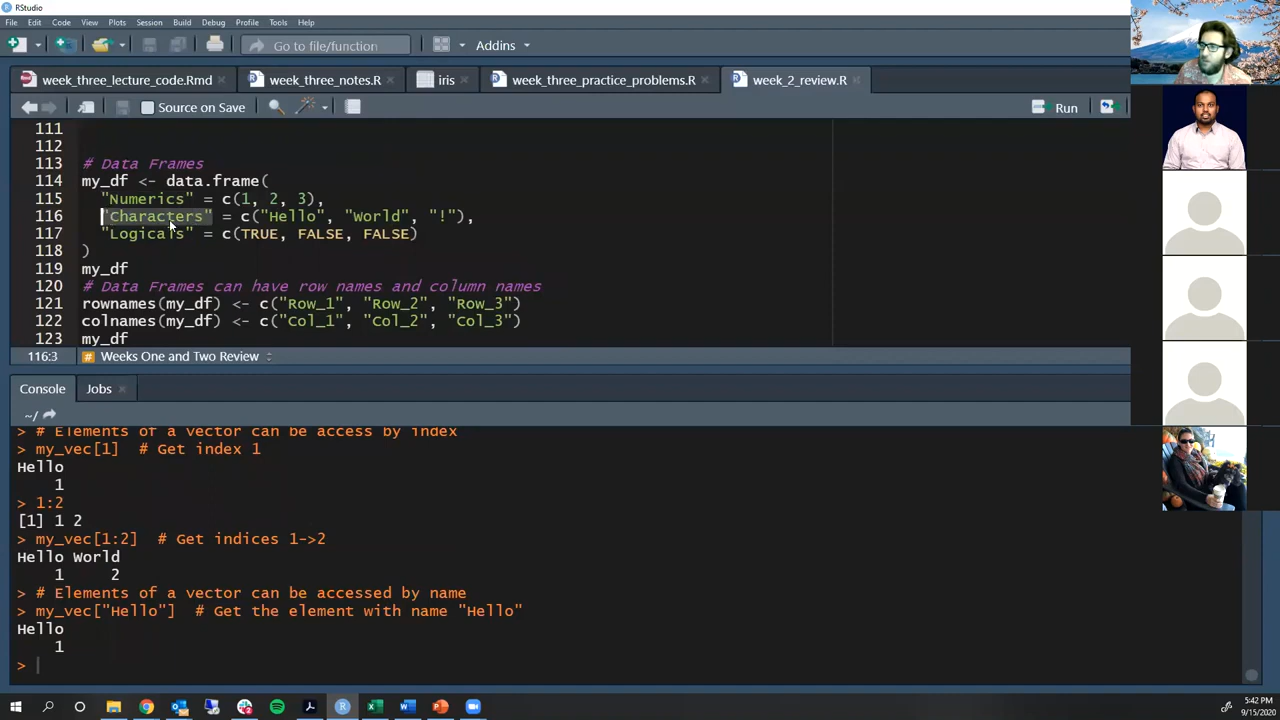 RStudio
File Edit Code View Plots Session Build Debug Profile Tools Help
Go to file/function Addins
week_three_lecture_code.Rmd week_three_notes.R iris week_three_practice_problems.R week_2_review.R
Source on Save Run
111
112
113 # Data Frames
114 my_df <- data.frame(
115 "Numerics" = c(1, 2, 3),
116 "Characters" = c("Hello", "World", "!"),
117 "Logicals" = c(TRUE, FALSE, FALSE)
118 )
119 my_df
120 # Data Frames can have row names and column names
121 rownames(my_df) <- c("Row_1", "Row_2", "Row_3")
122 colnames(my_df) <- c("Col_1", "Col_2", "Col_3")
123 my_df
116:3 # Weeks One and Two Review
Console Jobs
~/
> # Elements of a vector can be access by index
> my_vec[1] # Get index 1
Hello
1
> 1:2
[1] 1 2
> my_vec[1:2] # Get indices 1->2
Hello World
1 2
> # Elements of a vector can be accessed by name
> my_vec["Hello"] # Get the element with name "Hello"
Hello
1
>
5:42 PM
9/15/2020